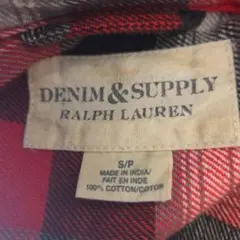 DENIM & SUPPLY
RALPH LAUREN
S/P
MADE IN INDIA/
FAIT EN INDE
100% COTTON/COTON